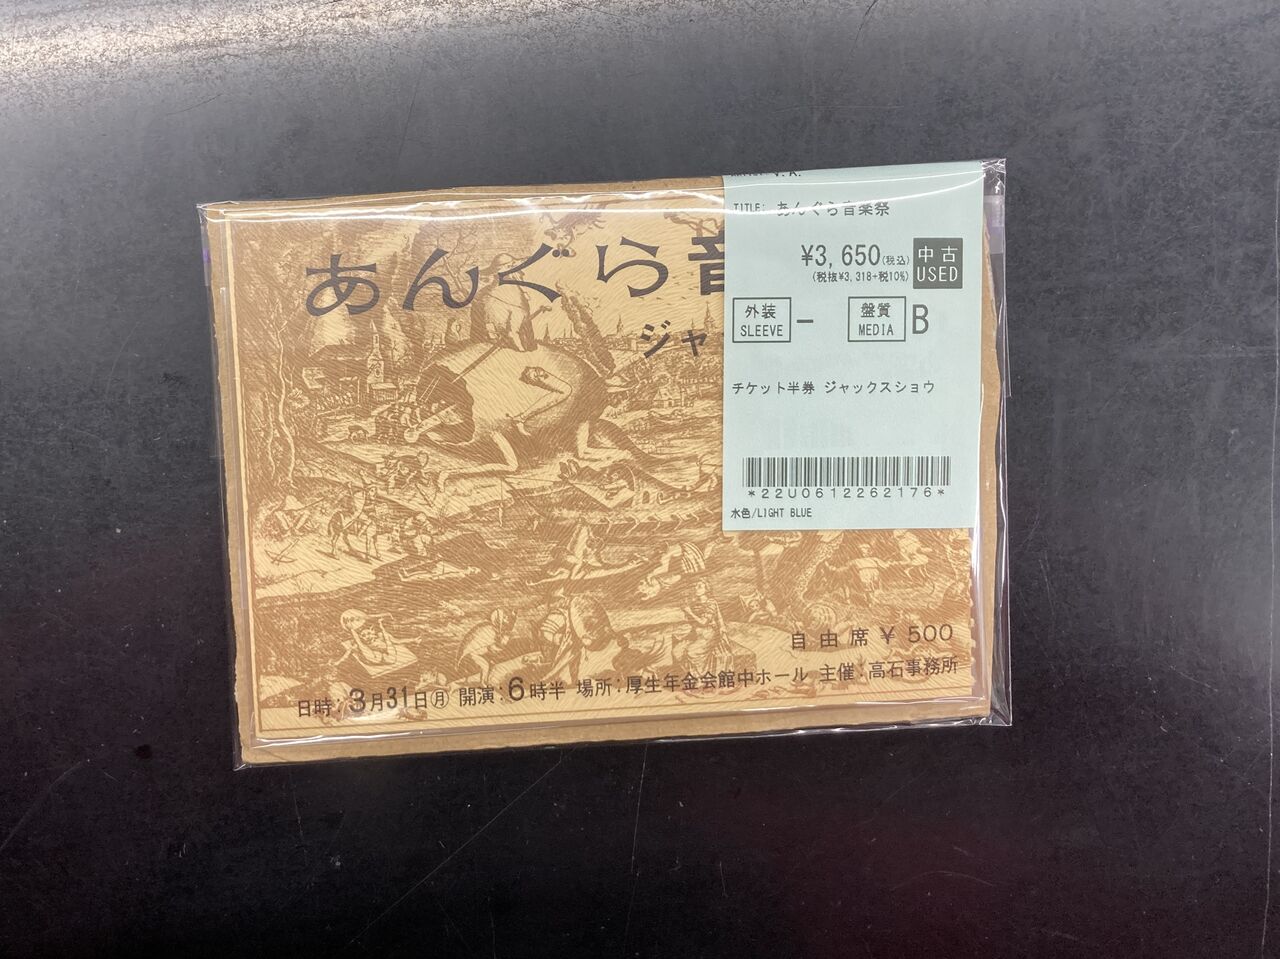 あんぐら音
ジャ
V.A.
TITLE: あんぐら音楽祭
¥3,650(税込)
(税抜¥3,318+税10%)
中古
USED
外装
SLEEVE
-
盤質
MEDIA
B
チケット半券 ジャックスショウ
*22U0612262176*
水色/LIGHT BLUE
自由席 ¥ 500
日時:3月31日㈪ 開演:6時半 場所:厚生年金会館中ホール 主催:高石事務所